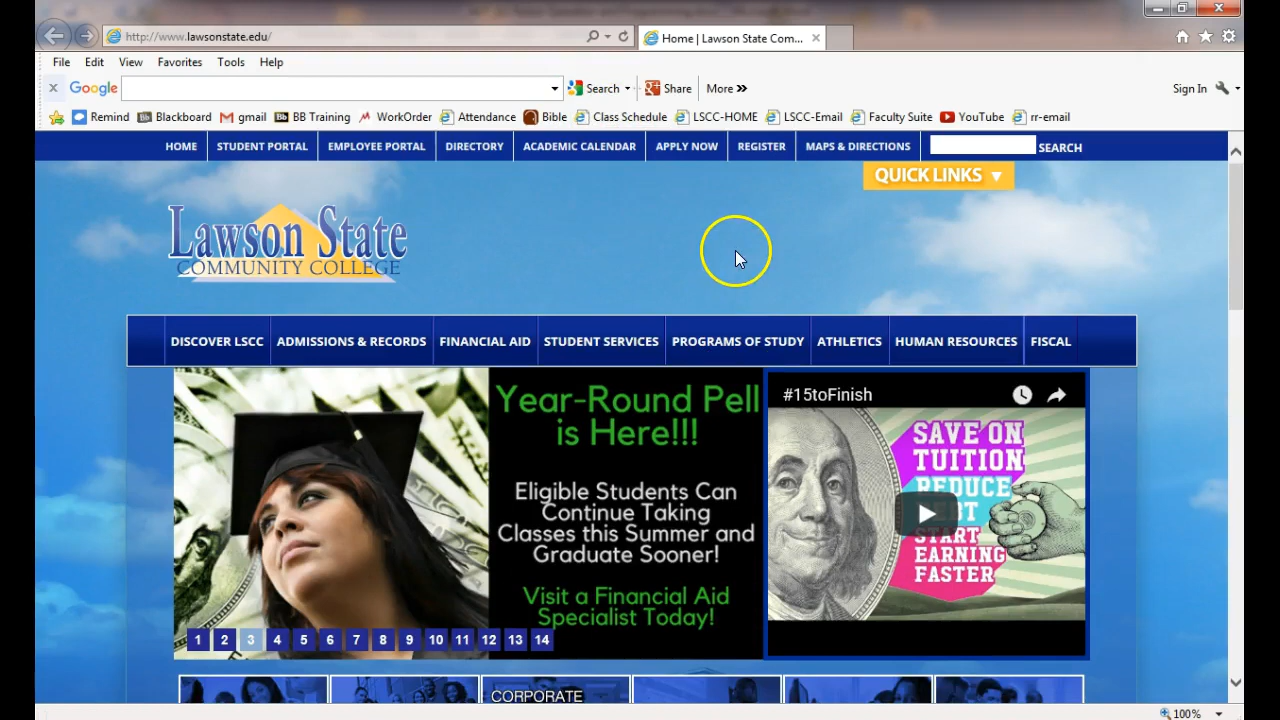 http://www.lawsonstate.edu/
Home | Lawson State Com...
File Edit View Favorites Tools Help
x Google Search Share More » Sign In
Remind Blackboard gmail BB Training WorkOrder Attendance Bible Class Schedule LSCC-HOME LSCC-Email Faculty Suite YouTube rr-email
HOME STUDENT PORTAL EMPLOYEE PORTAL DIRECTORY ACADEMIC CALENDAR APPLY NOW REGISTER MAPS & DIRECTIONS SEARCH
QUICK LINKS ▼
Lawson State
COMMUNITY COLLEGE
DISCOVER LSCC ADMISSIONS & RECORDS FINANCIAL AID STUDENT SERVICES PROGRAMS OF STUDY ATHLETICS HUMAN RESOURCES FISCAL
Year-Round Pell
is Here!!!
Eligible Students Can
Continue Taking
Classes this Summer and
Graduate Sooner!
Visit a Financial Aid
Specialist Today!
1 2 3 4 5 6 7 8 9 10 11 12 13 14
#15toFinish
SAVE ON
TUITION
REDUCE
START
EARNING
FASTER
CORPORATE
100%